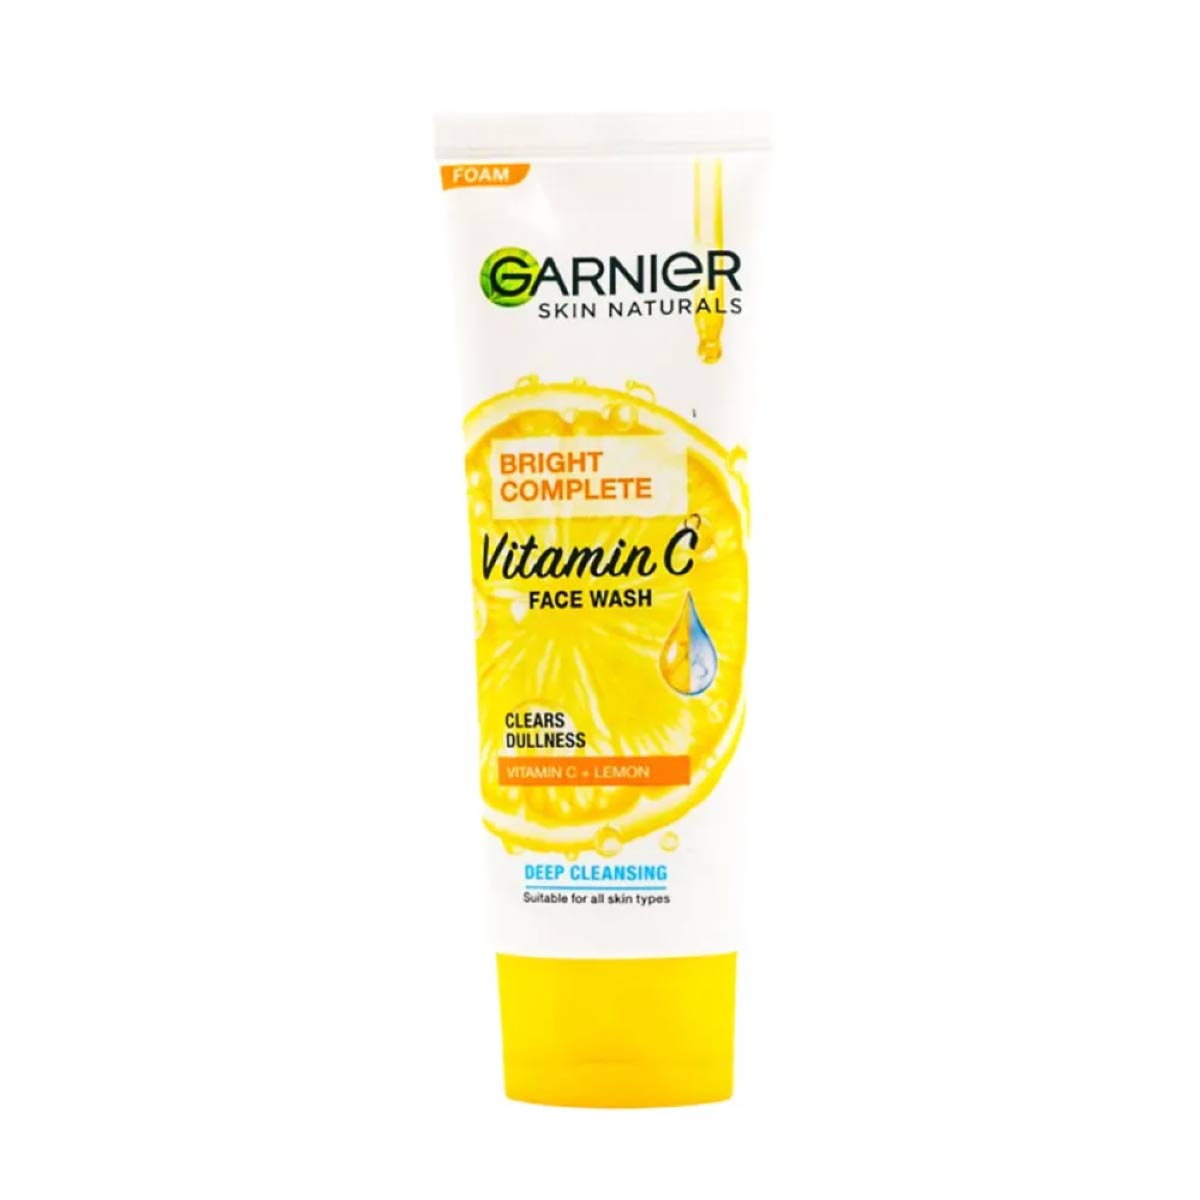 FOAM
GARNIER
SKIN NATURALS
BRIGHT
COMPLETE
Vitamin C
FACE WASH
CLEARS
DULLNESS
VITAMIN C + LEMON
DEEP CLEANSING
Suitable for all skin types